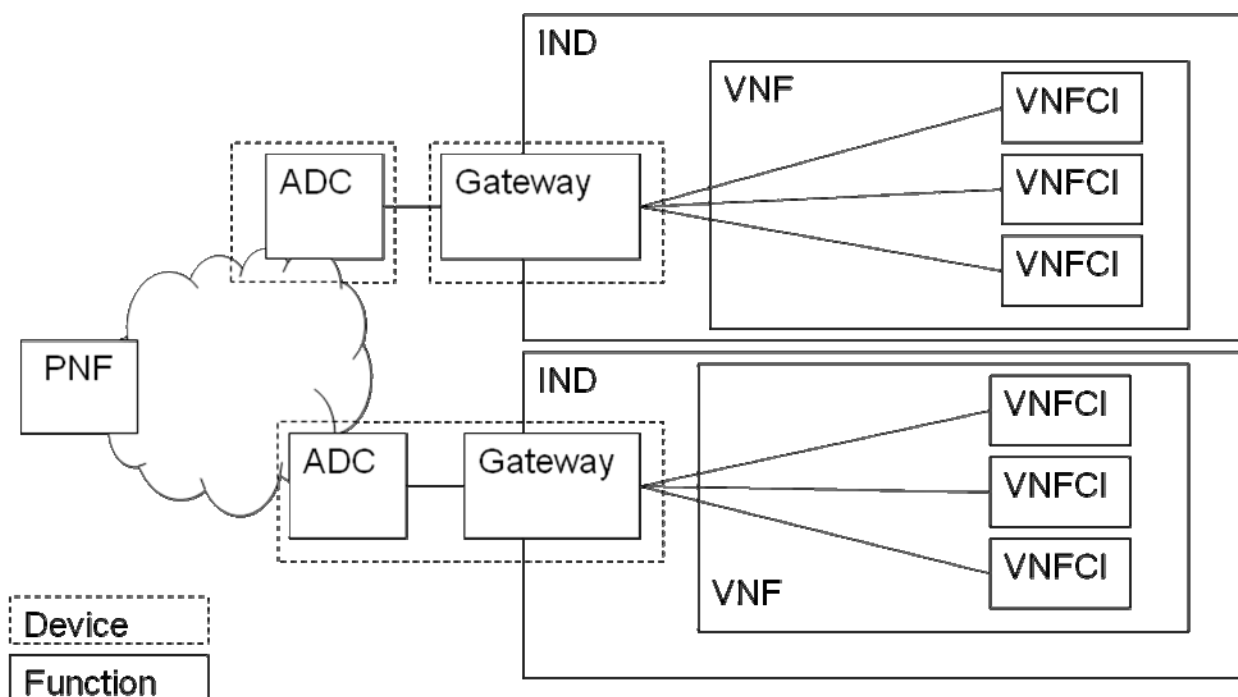 IND
VNF
VNFCI
ADC
Gateway
VNFCI
VNFCI
PNF
IND
VNFCI
ADC
Gateway
VNFCI
VNFCI
VNF
Device
Function